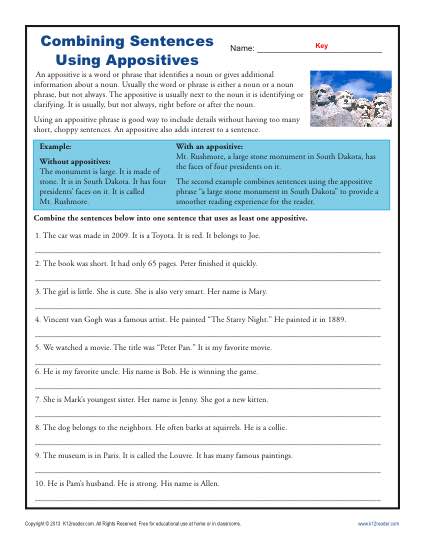 Combining Sentences
Using Appositives
Name: Key
An appositive is a word or phrase that identifies a noun or gives additional
information about a noun. Usually the word or phrase is either a noun or a noun
phrase, but not always. The appositive is usually next to the noun it is identifying or
clarifying. It is usually, but not always, right before or after the noun.
Using an appositive phrase is good way to include details without having too many
short, choppy sentences. An appositive also adds interest to a sentence.
Example:
Without appositives:
The monument is large. It is made of
stone. It is in South Dakota. It has four
presidents' faces on it. It is called
Mt. Rushmore.
With an appositive:
Mt. Rushmore, a large stone monument in South Dakota, has
the faces of four presidents on it.
The second example combines sentences using the appositive
phrase "a large stone monument in South Dakota" to provide a
smoother reading experience for the reader.
Combine the sentences below into one sentence that uses as least one appositive.
1. The car was made in 2009. It is a Toyota. It is red. It belongs to Joe.
2. The book was short. It had only 65 pages. Peter finished it quickly.
3. The girl is little. She is cute. She is also very smart. Her name is Mary.
4. Vincent van Gogh was a famous artist. He painted "The Starry Night." He painted it in 1889.
5. We watched a movie. The title was "Peter Pan." It is my favorite movie.
6. He is my favorite uncle. His name is Bob. He is winning the game.
7. She is Mark's youngest sister. Her name is Jenny. She got a new kitten.
8. The dog belongs to the neighbors. He often barks at squirrels. He is a collie.
9. The museum is in Paris. It is called the Louvre. It has many famous paintings.
10. He is Pam's husband. He is strong. His name is Allen.
Copyright © 2013 K12reader.com. All Rights Reserved. Free for educational use at home or in classrooms.
www.k12reader.com